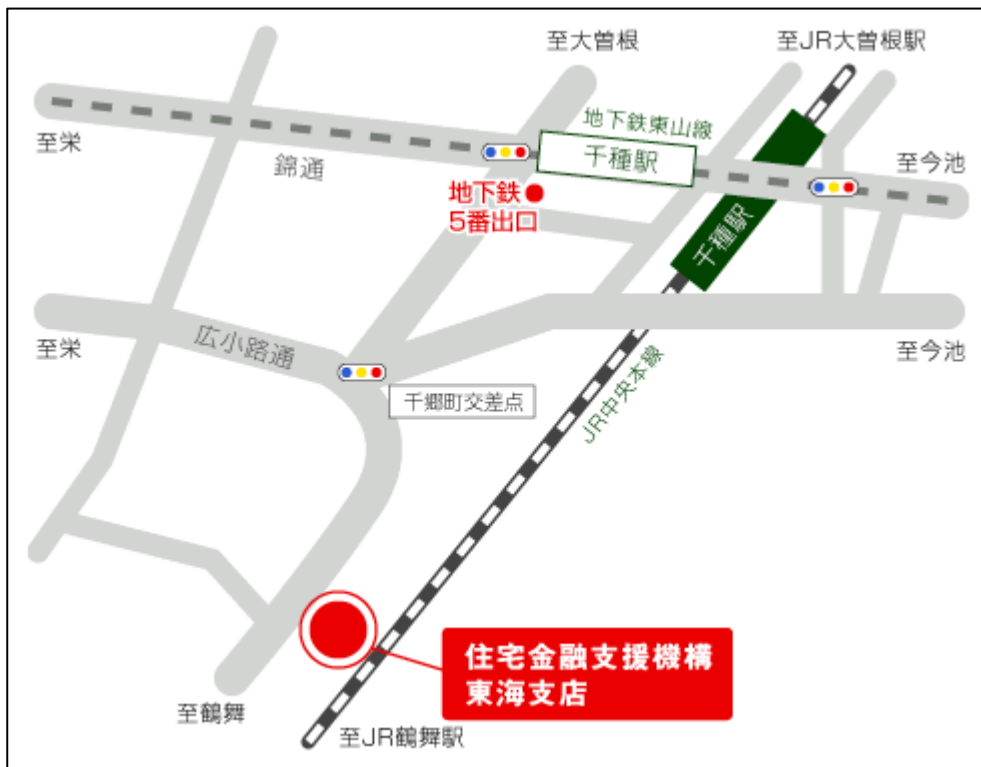 至大曽根
至JR大曽根駅
地下鉄東山線
千種駅
至栄
錦通
至今池
地下鉄
5番出口
千種駅
広小路通
至栄
至今池
千郷町交差点
JR中央本線
住宅金融支援機構
東海支店
至鶴舞
至JR鶴舞駅